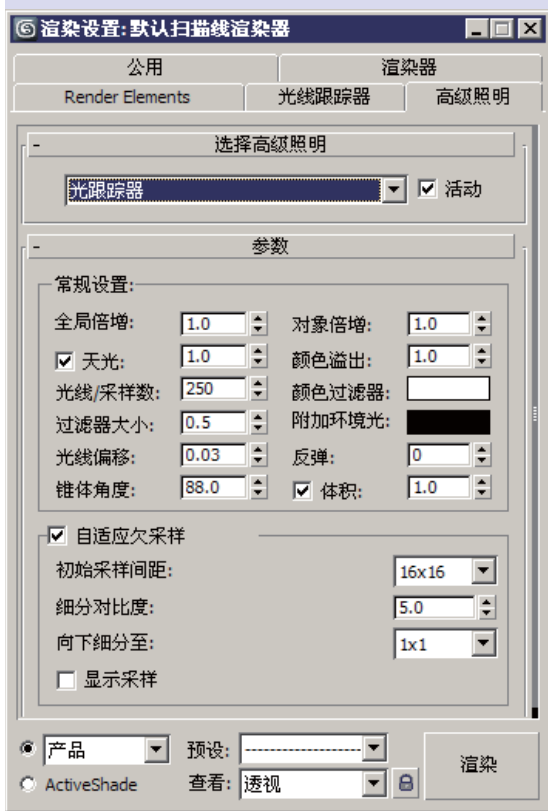 渲染设置:默认扫描线渲染器
公用 渲染器
Render Elements 光线跟踪器 高级照明
- 选择高级照明
光跟踪器 活动
- 参数
常规设置:
全局倍增: 1.0 对象倍增: 1.0
天光: 1.0 颜色溢出: 1.0
光线/采样数: 250 颜色过滤器:
过滤器大小: 0.5 附加环境光:
光线偏移: 0.03 反弹: 0
锥体角度: 88.0 体积: 1.0
自适应欠采样
初始采样间距: 16x16
细分对比度: 5.0
向下细分至: 1x1
显示采样
产品 预设: --------------------
ActiveShade 查看: 透视 渲染